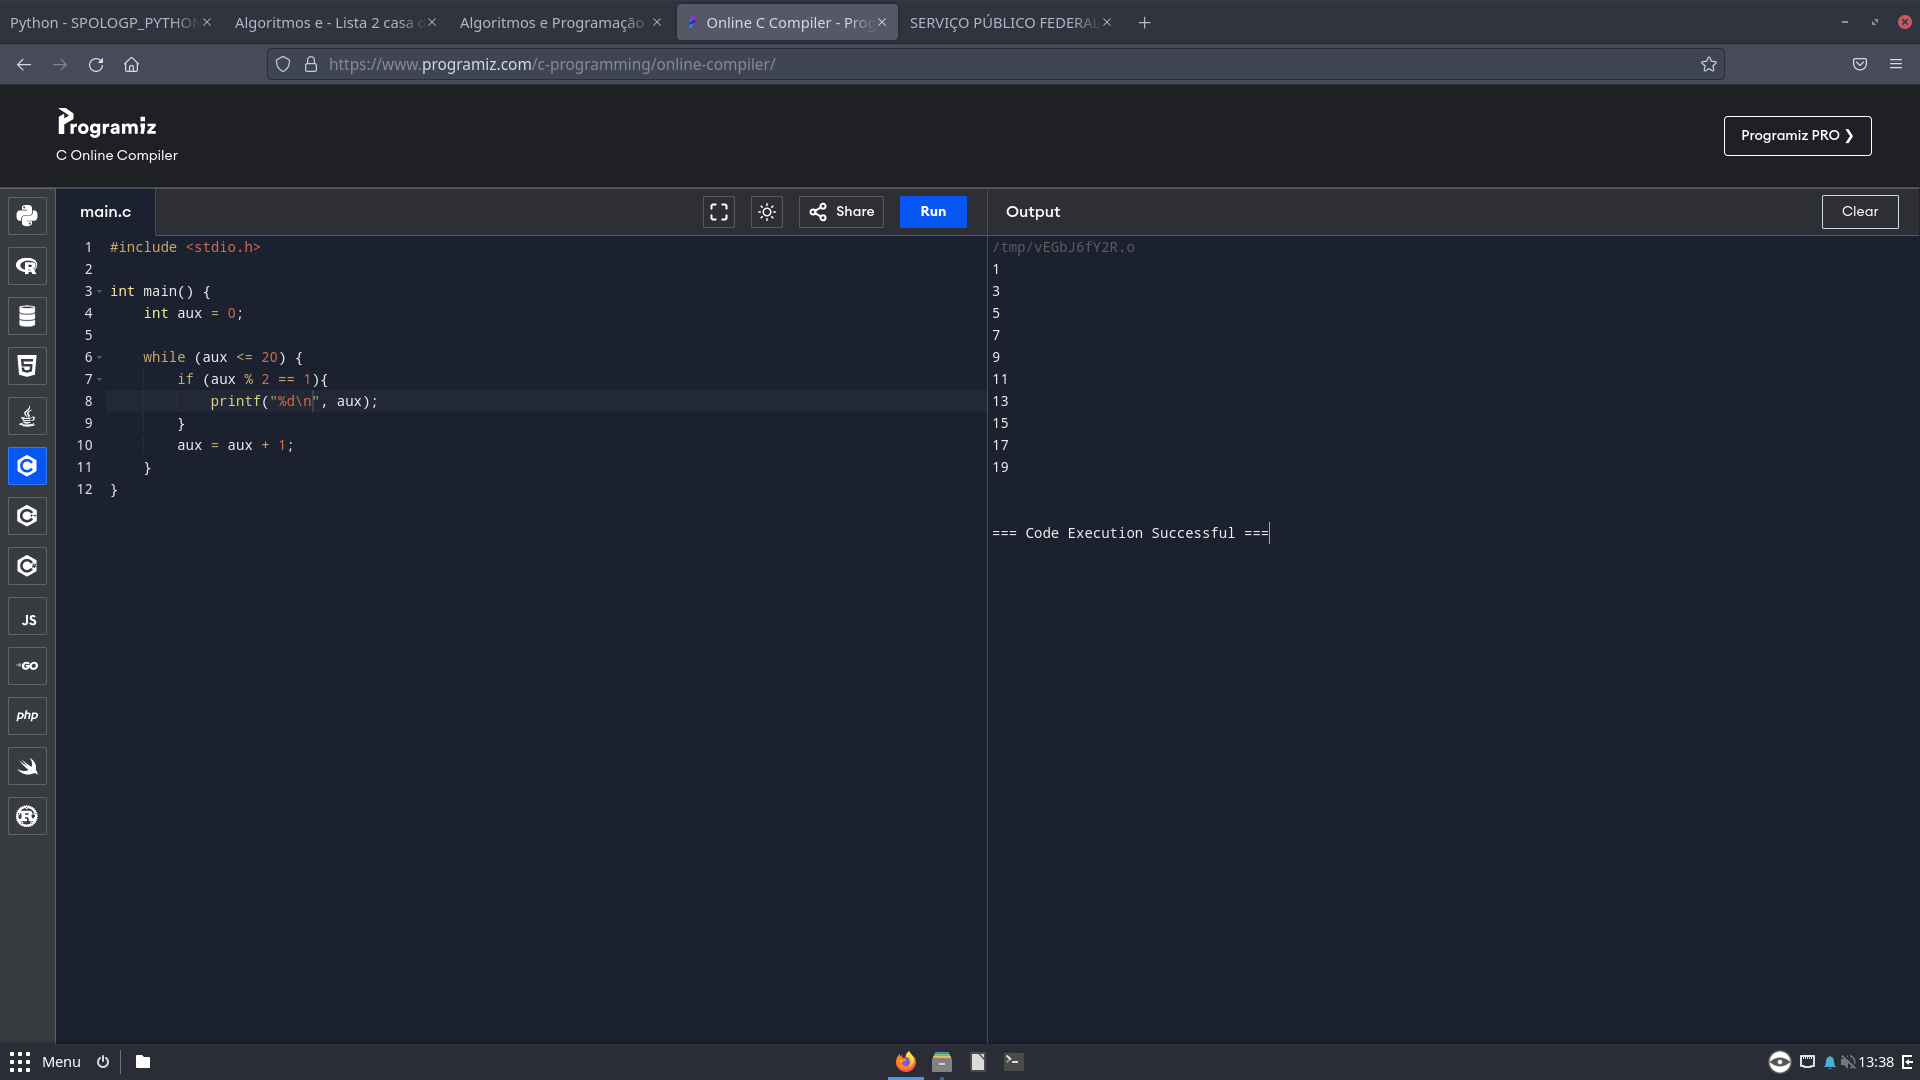 Python - SPOLOGP_PYTHON
Algoritmos e - Lista 2 casa d
Algoritmos e Programação
Online C Compiler - Prog
SERVIÇO PÚBLICO FEDERAL
https://www.programiz.com/c-programming/online-compiler/
Programiz
C Online Compiler
Programiz PRO ❯
main.c
Share
Run
Output
Clear
1 #include <stdio.h>
2
3 int main() {
4     int aux = 0;
5
6     while (aux <= 20) {
7         if (aux % 2 == 1){
8             printf("%d\n", aux);
9         }
10         aux = aux + 1;
11     }
12 }
/tmp/vEGbJ6fY2R.o
1
3
5
7
9
11
13
15
17
19
=== Code Execution Successful ===
JS
GO
php
Menu
13:38